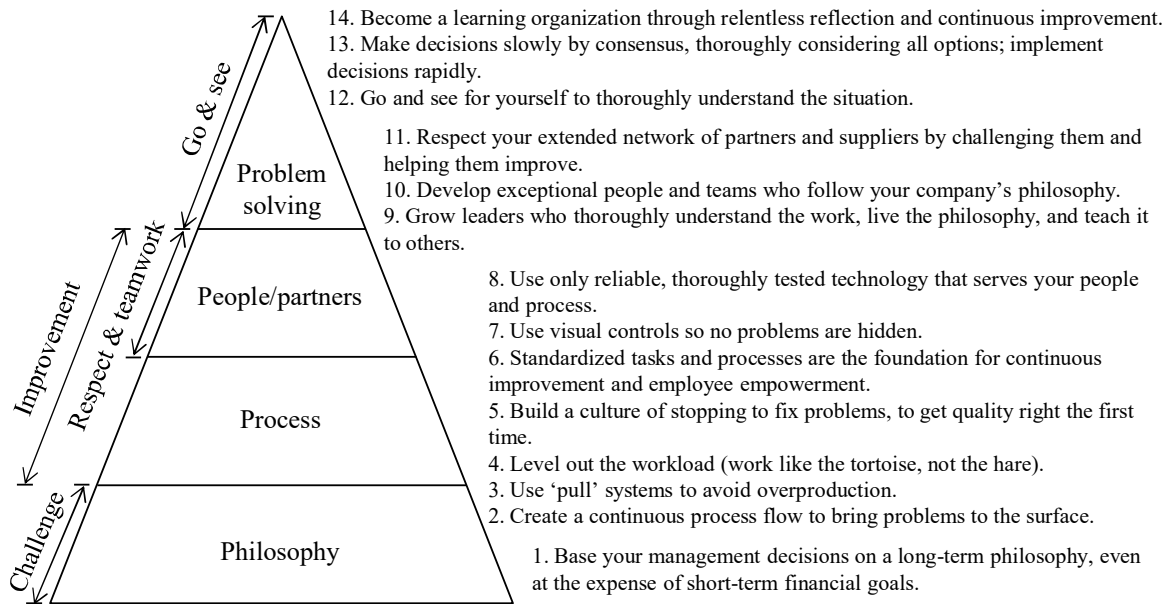 14. Become a learning organization through relentless reflection and continuous improvement.
13. Make decisions slowly by consensus, thoroughly considering all options; implement
decisions rapidly.
12. Go and see for yourself to thoroughly understand the situation.
Go & see
Problem
solving
11. Respect your extended network of partners and suppliers by challenging them and
helping them improve.
10. Develop exceptional people and teams who follow your company’s philosophy.
9. Grow leaders who thoroughly understand the work, live the philosophy, and teach it
to others.
Improvement
Respect & teamwork
People/partners
8. Use only reliable, thoroughly tested technology that serves your people
and process.
7. Use visual controls so no problems are hidden.
6. Standardized tasks and processes are the foundation for continuous
improvement and employee empowerment.
Process
5. Build a culture of stopping to fix problems, to get quality right the first
time.
4. Level out the workload (work like the tortoise, not the hare).
3. Use ‘pull’ systems to avoid overproduction.
2. Create a continuous process flow to bring problems to the surface.
Challenge
Philosophy
1. Base your management decisions on a long-term philosophy, even
at the expense of short-term financial goals.